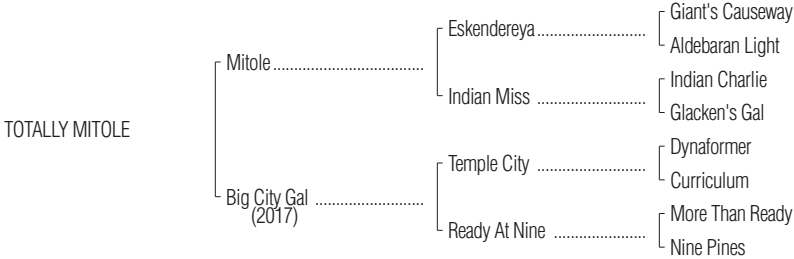 Giant's Causeway
Eskendereya
Aldebaran Light
Mitole
Indian Charlie
Indian Miss
Glacken's Gal
TOTALLY MITOLE
Dynaformer
Temple City
Curriculum
Big City Gal
(2017)
More Than Ready
Ready At Nine
Nine Pines